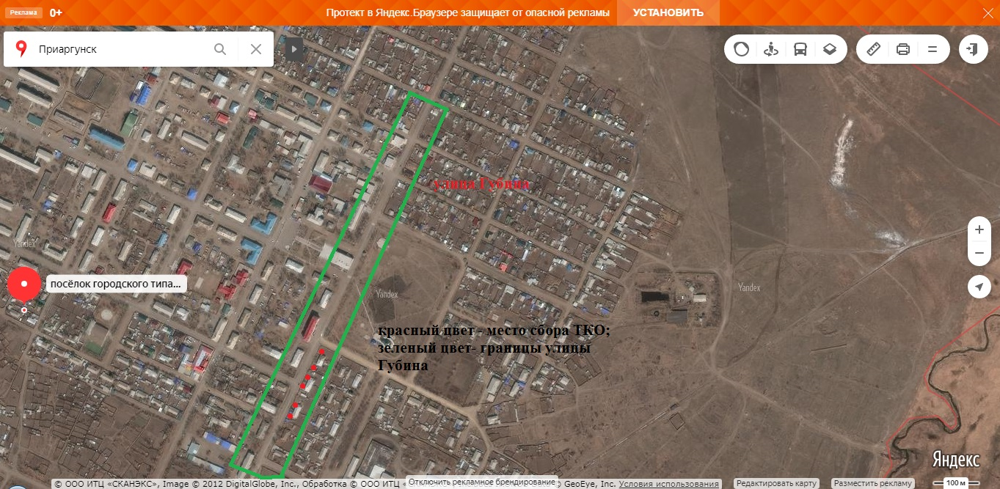 Реклама
0+
Протект в Яндекс.Браузере защищает от опасной рекламы
УСТАНОВИТЬ
Приаргунск
улица Губина
Yandex
посёлок городского типа...
Yandex
Yandex
красный цвет - место сбора ТКО;
зеленый цвет- границы улицы
Губина
Яндекс
© ООО ИТЦ «СКАНЭКС», Image © 2012 DigitalGlobe, Inc., Обработка © ООО ИТЦ «
Отключить рекламное брендирование
GeoEye, Inc. Условия использования
Редактировать карту
Разместить рекламу
100 м